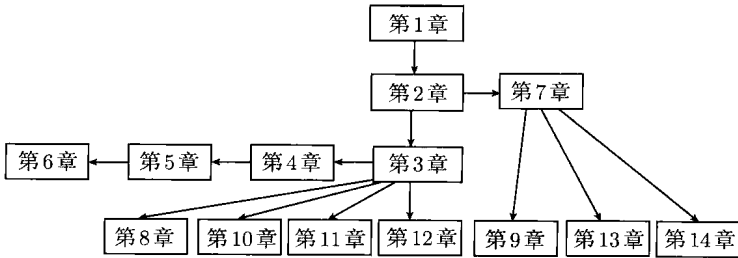 第1章
第2章
第7章
第6章
第5章
第4章
第3章
第8章
第10章
第11章
第12章
第9章
第13章
第14章